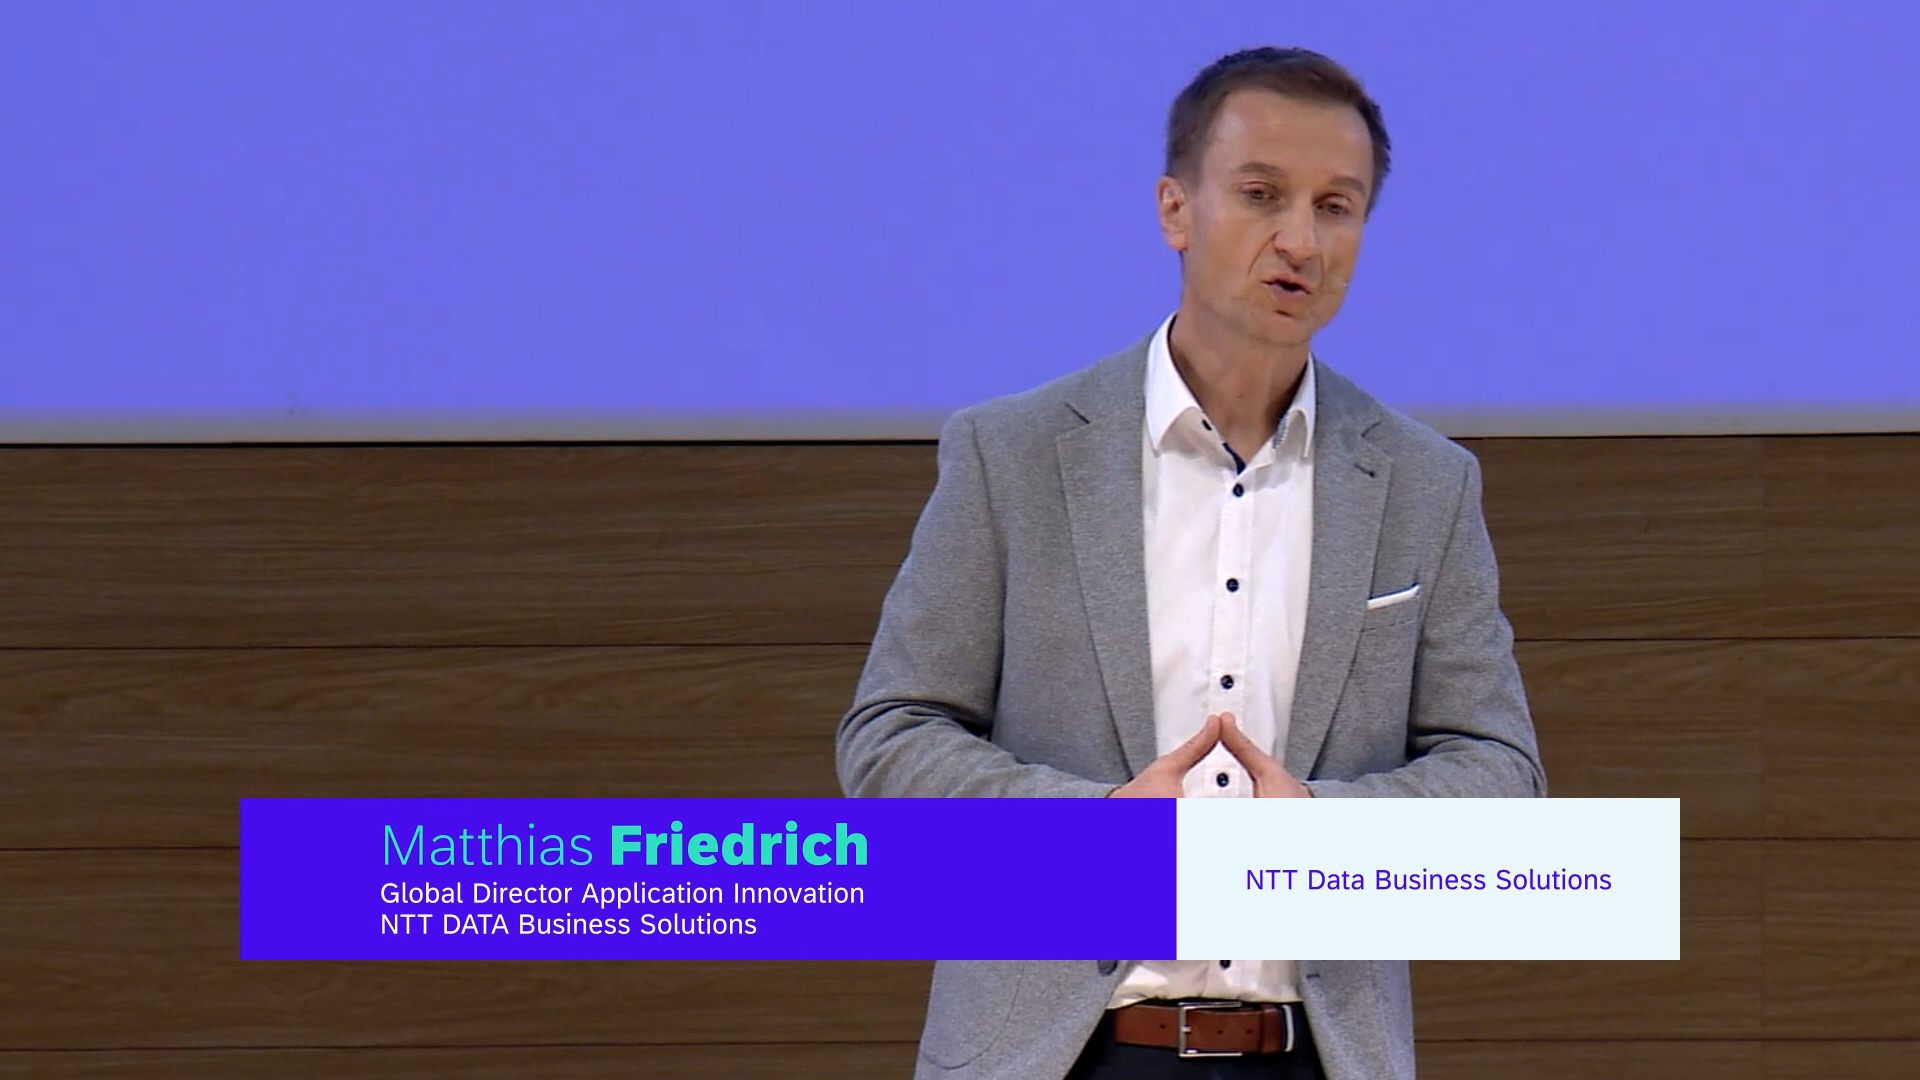 Matthias Friedrich
Global Director Application Innovation
NTT DATA Business Solutions
NTT Data Business Solutions